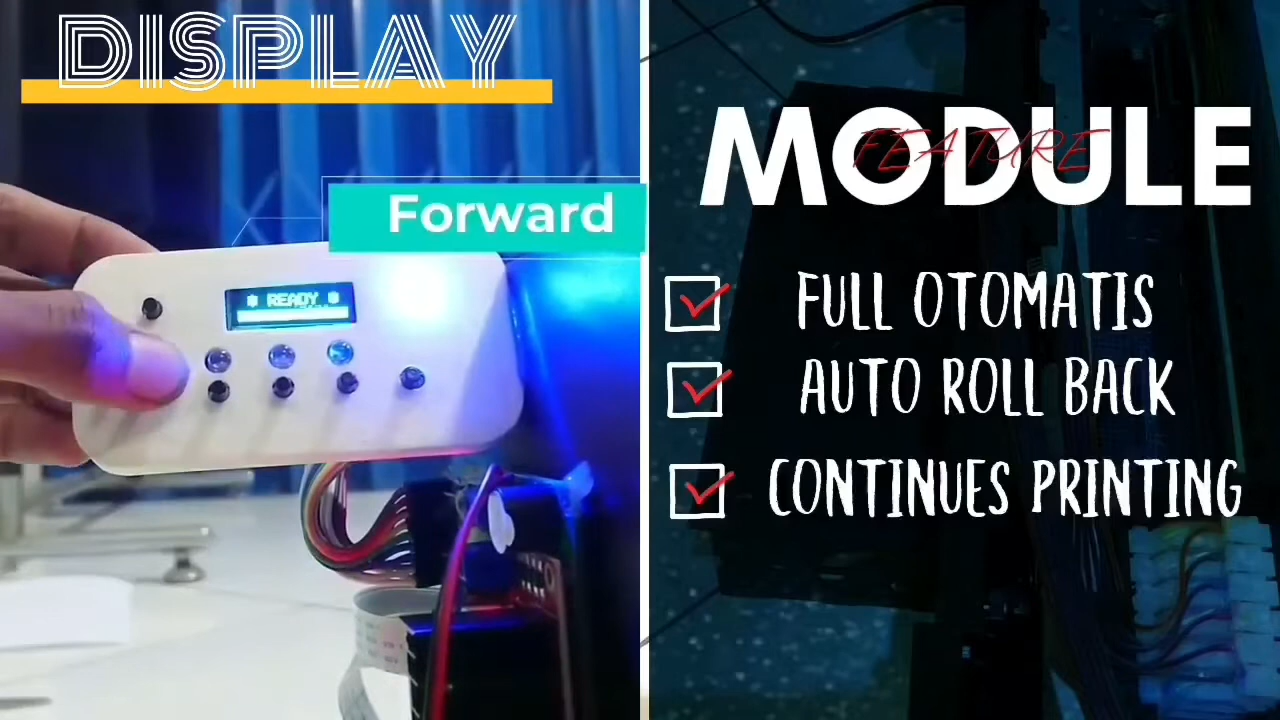 DISPLAY
Forward
READY
MODULE
FEATURE
FULL OTOMATIS
AUTO ROLL BACK
CONTINUES PRINTING